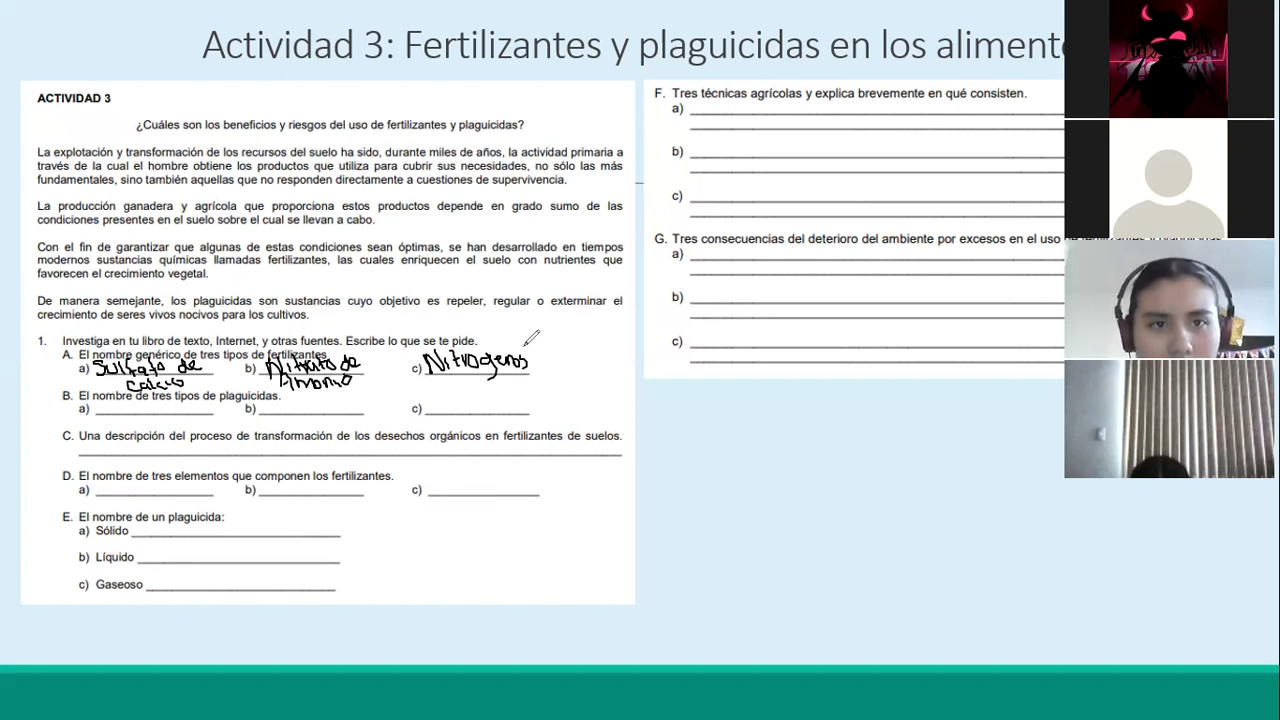 Actividad 3: Fertilizantes y plaguicidas en los aliment
ACTIVIDAD 3
¿Cuáles son los beneficios y riesgos del uso de fertilizantes y plaguicidas?
La explotación y transformación de los recursos del suelo ha sido, durante miles de años, la actividad primaria a
través de la cual el hombre obtiene los productos que utiliza para cubrir sus necesidades, no sólo las más
fundamentales, sino también aquellas que no responden directamente a cuestiones de supervivencia.
La producción ganadera y agrícola que proporciona estos productos depende en grado sumo de las
condiciones presentes en el suelo sobre el cual se llevan a cabo.
Con el fin de garantizar que algunas de estas condiciones sean óptimas, se han desarrollado en tiempos
modernos sustancias químicas llamadas fertilizantes, las cuales enriquecen el suelo con nutrientes que
favorecen el crecimiento vegetal.
De manera semejante, los plaguicidas son sustancias cuyo objetivo es repeler, regular o exterminar el
crecimiento de seres vivos nocivos para los cultivos.
1. Investiga en tu libro de texto, Internet, y otras fuentes. Escribe lo que se te pide.
A. El nombre genérico de tres tipos de fertilizantes.
a) Sulfato de b) Nitrato de c) Nitrogenos
Calcio Amonio
B. El nombre de tres tipos de plaguicidas.
a) b) c)
C. Una descripción del proceso de transformación de los desechos orgánicos en fertilizantes de suelos.
D. El nombre de tres elementos que componen los fertilizantes.
a) b) c)
E. El nombre de un plaguicida:
a) Sólido
b) Líquido
c) Gaseoso
F. Tres técnicas agrícolas y explica brevemente en qué consisten.
a)
b)
c)
G. Tres consecuencias del deterioro del ambiente por excesos en el uso
a)
b)
c)